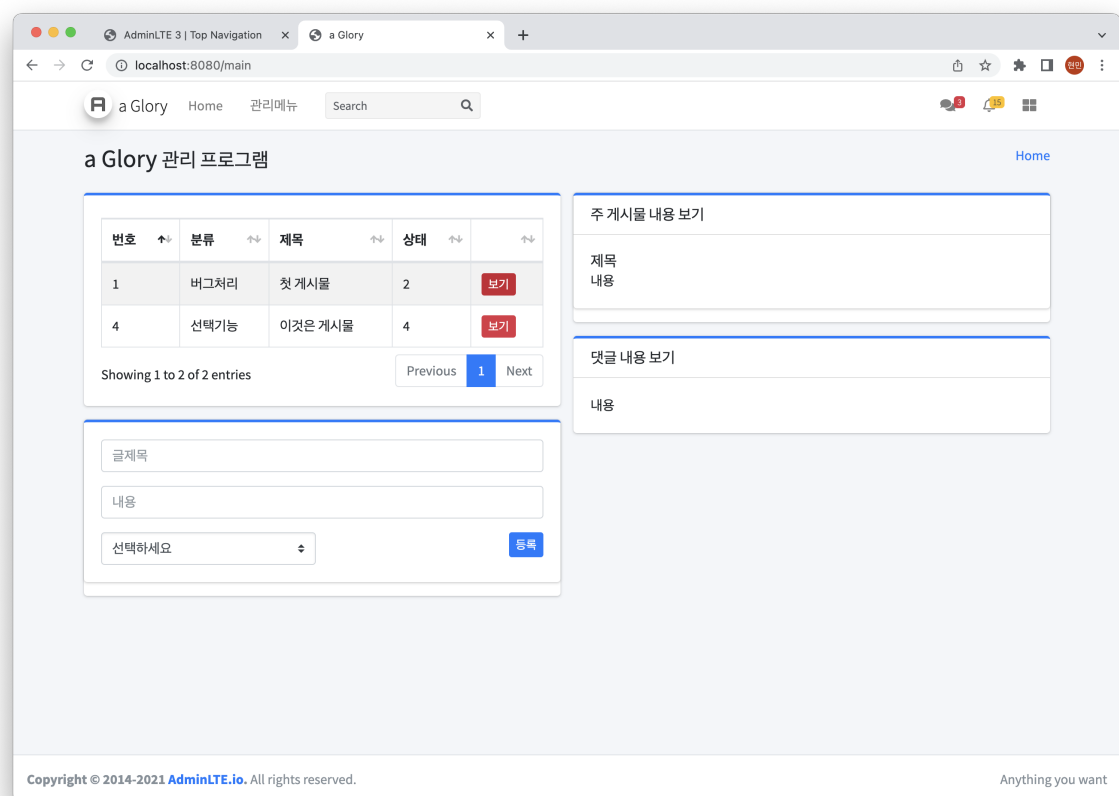 AdminLTE 3 | Top Navigation
a Glory
localhost:8080/main
현민
a Glory Home 관리메뉴 Search 3 15
a Glory 관리 프로그램 Home
번호 분류 제목 상태
1 버그처리 첫 게시물 2 보기
4 선택기능 이것은 게시물 4 보기
Showing 1 to 2 of 2 entries Previous 1 Next
글제목
내용
선택하세요 등록
주 게시물 내용 보기
제목
내용
댓글 내용 보기
내용
Copyright © 2014-2021 AdminLTE.io. All rights reserved. Anything you want